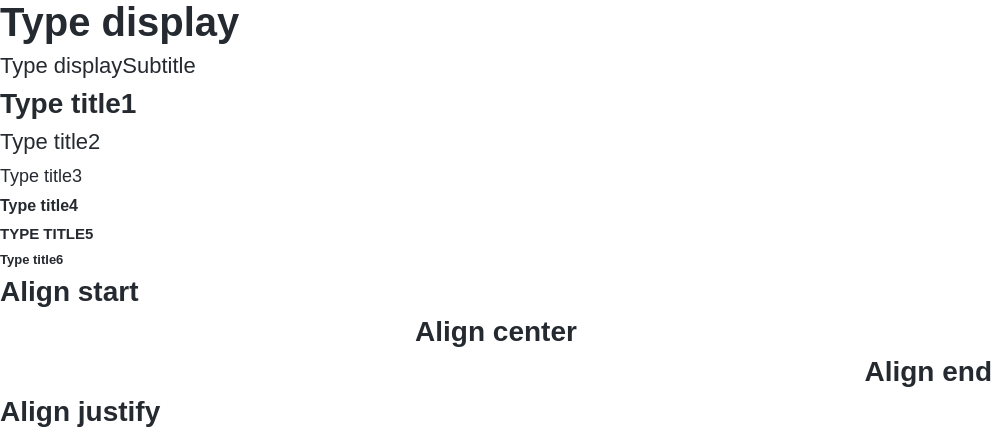 Type display
Type displaySubtitle
Type title1
Type title2
Type title3
Type title4
TYPE TITLE5
Type title6
Align start
Align center
Align end
Align justify